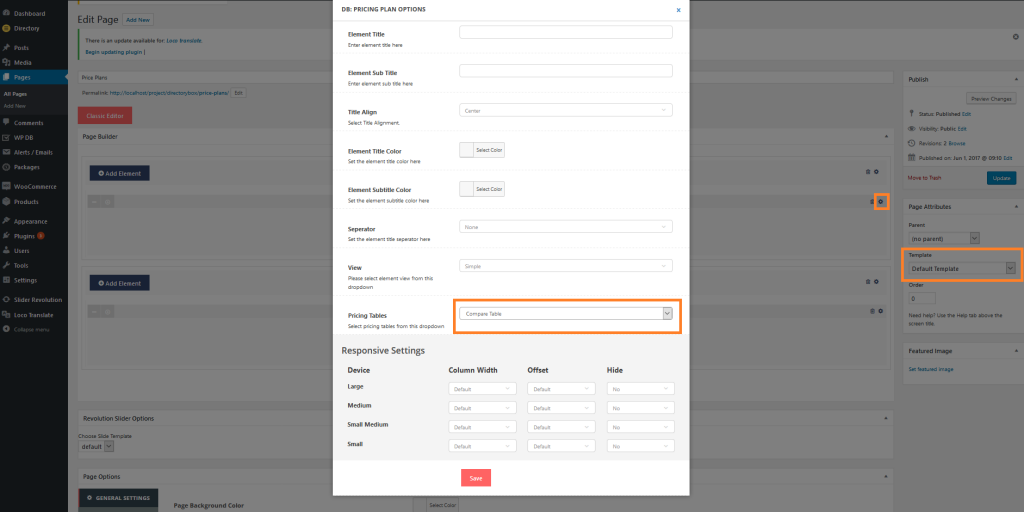 Dashboard
Directory
Posts
Media
Pages
All Pages
Add New
Comments
WP DB
Alerts / Emails
Packages
WooCommerce
Products
Appearance
Plugins 3
Users
Tools
Settings
Slider Revolution
Loco Translate
Collapse menu
Edit Page Add New
There is an update available for: Loco Translate
Begin updating plugin |
Price Plans
Permalink: http://localhost/project/directorybox/price-plans/ Edit
Classic Editor
Page Builder
Add Element
Add Element
Revolution Slider Options
Choose Slide Template
default
Page Options
GENERAL SETTINGS
Page Background Color
Select Color
DB: PRICING PLAN OPTIONS
x
Element Title
Enter element title here
Element Sub Title
Enter element sub title here
Title Align
Select Title Alignment.
Center
Element Title Color
Set the element title color here
Select Color
Element Subtitle Color
Set the element subtitle color here
Select Color
Seperator
Set the element title seperator here
None
View
Please select element view from this
dropdown
Simple
Pricing Tables
Select pricing tables from this dropdown
Compare Table
Responsive Settings
Device Column Width Offset Hide
Large Default Default No
Medium Default Default No
Small Medium Default Default No
Small Default Default No
Save
Publish
Preview Changes
Status: Published Edit
Visibility: Public Edit
Revisions: 2 Browse
Published on: Jun 1, 2017 @ 09:10 Edit
Move to Trash
Update
Page Attributes
Parent
(no parent)
Template
Default Template
Order
0
Need help? Use the Help tab above the
screen title.
Featured Image
Set featured image